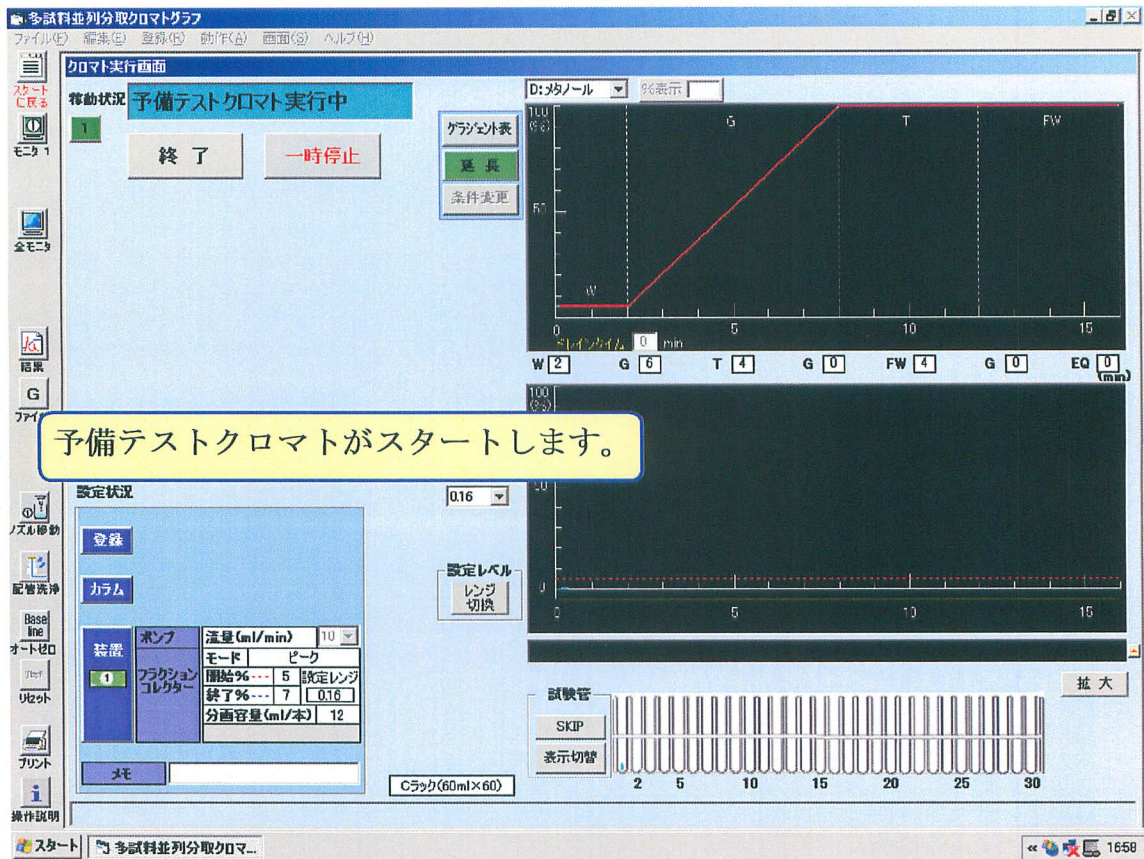 多試料並列分取クロマトグラフ
ファイル(F) 編集(E) 登録(R) 動作(A) 画面(S) ヘルプ(H)
クロマト実行画面
スタート
に戻る
モニタ 1
全モニタ
結果
G
ノズル移動
配管洗浄
Base
line
オートゼロ
リセット
リセット
プリント
操作説明
稼動状況 予備テストクロマト実行中
1
終 了 一時停止
グラジェント表
延 長
条件変更
D:メタノール %表示
100
(%)
50
0 5 10 15
W G T FW
ドレインタイム 0 min
W 2 G 6 T 4 G 0 FW 4 G 0 EQ 0
(min)
予備テストクロマトがスタートします。
100
(%)
0
0 5 10 15
設定状況
0.16
登録
カラム
設定レベル
レンジ
切換
装置
1
ポンプ 流量(ml/min) 10
フラクション
コレクター
モード ピーク
開始%--- 5 設定レンジ
終了%--- 7 0.16
分画容量(ml/本) 12
メモ
Cラック(60ml×60)
試験管
SKIP
表示切替
拡 大
2 5 10 15 20 25 30
スタート 多試料並列分取クロマ...
« 16:58